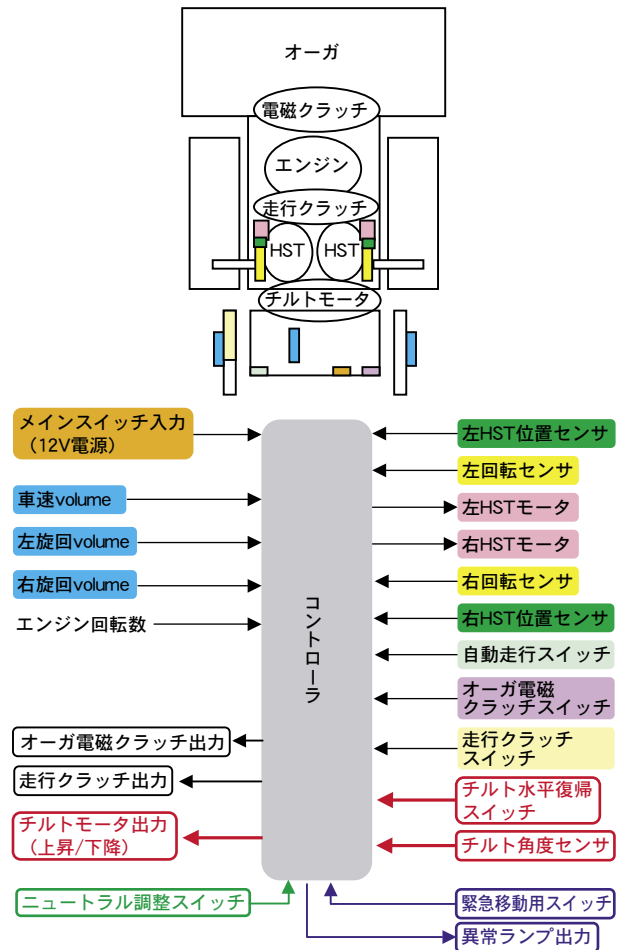 オーガ
電磁クラッチ
エンジン
走行クラッチ
HST
HST
チルトモータ
メインスイッチ入力
(12V電源)
車速volume
左旋回volume
右旋回volume
エンジン回転数
オーガ電磁クラッチ出力
走行クラッチ出力
チルトモータ出力
(上昇/下降)
ニュートラル調整スイッチ
コントローラ
左HST位置センサ
左回転センサ
左HSTモータ
右HSTモータ
右回転センサ
右HST位置センサ
自動走行スイッチ
オーガ電磁
クラッチスイッチ
走行クラッチ
スイッチ
チルト水平復帰
スイッチ
チルト角度センサ
緊急移動用スイッチ
異常ランプ出力